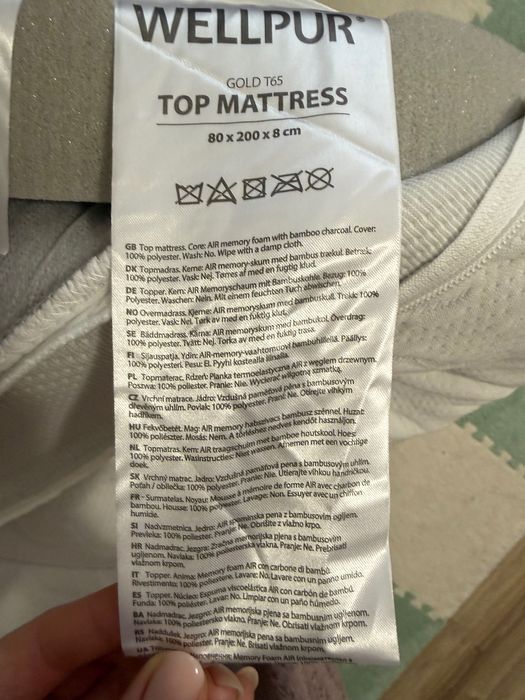 WELLPUR®
GOLD T65
TOP MATTRESS
80 x 200 x 8 cm
GB Top mattress. Core: AIR memory foam with bamboo charcoal. Cover:
100% polyester. Wash: No. Wipe with a damp cloth.
DK Topmadras. Kerne: AIR memory-skum med bambus trækul. Betræk:
100% polyester. Vask: Nej. Tørres af med en fugtig klud.
DE Topper. Kern: AIR Memoryschaum mit Bambuskohle. Bezug: 100%
Polyester. Waschen: Nein. Mit einem feuchten Tuch abwischen.
NO Overmadrass. Kjerne: AIR memoryskum med bambuskull. Trekk: 100%
polyester. Vask: Nej. Tørk av med en fuktig klut.
SE Bäddmadrass. Kärna: AIR memoryskum med bambukol. Överdrag:
100% polyester. Tvätt: Nej. Torka av med en fuktig trasa.
FI Sijauspatja. Ydin: AIR-memory-vaahtomuovi bambuhiilellä. Päällys:
100% polyesteri. Pesu: Ei. Pyyhi kostealla liinalla.
PL Topmaterac. Rdzeń: Pianka termoelastyczna AIR z węglem drzewnym.
Poszwa: 100% poliester. Pranie: Nie. Wycierać wilgotną szmatką.
CZ Vrchní matrace. Jádro: Vzdušná paměťová pěna s bambusovým
dřevěným uhlím. Povlak: 100% polyester. Praní: Ne. Otírejte vlhkým
hadříkem.
HU Fekvőbetét. Mag: AIR memory habszivacs bambusz szénnel. Huzat:
100% poliészter. Mosás: Nem. A törléshez nedves kendőt használjon.
NL Topmatras. Kern: AIR traagschuim met bamboe houtskool. Hoes:
100% polyester. Wasinstructies: Niet wassen. Afnemen met een vochtige
doek.
SK Vrchný matrac. Jadro: Vzdušná pamäťová pena s bambusovým uhlím.
Poťah / oblečka: 100% polyester. Pranie: Nie. Utierajte vlhkou handričkou.
FR - Surmatelas. Noyau: Mousse à mémoire de forme AIR avec charbon de
bambou. Housse: 100% polyester. Lavage: Non. Essuyer avec un chiffon
humide.
SI Nadvzmetnica. Jedro: AIR spominska pena z bambusovim ogljem.
Prevleka: 100% poliester. Pranje: Ne. Obrišite z vlažno krpo.
HR Nadmadrac. Jezgra: Zračna memorijska pjena s bambusovim
ugljenom. Navlaka: 100% poliesterska vlakna. Pranje: Ne. Prebrisati
vlažnom krpom.
IT Topper. Anima: Memory foam AIR con carbone di bambù.
Rivestimento: 100% poliestere. Lavare: No. Lavare con un panno umido.
ES Topper. Núcleo: Espuma viscoelástica AIR con carbón de bambú.
Funda: 100% poliéster. Lavar: No. Limpiar con un paño húmedo.
BA Nadmadrac. Jezgra: AIR memorijska pjena sa bambusnim ugljenom.
Navlaka: 100% poliesterska vlakna. Pranje: Ne. Obrisati vlažnom krpom.
RS Naddušek. Jezgro: AIR memorijska pena sa bambusovim ugljem.
Navlaka: 100% poliester. Pranje: Ne. Brisati vlažnom krpom.
UA Memory Foam AIR